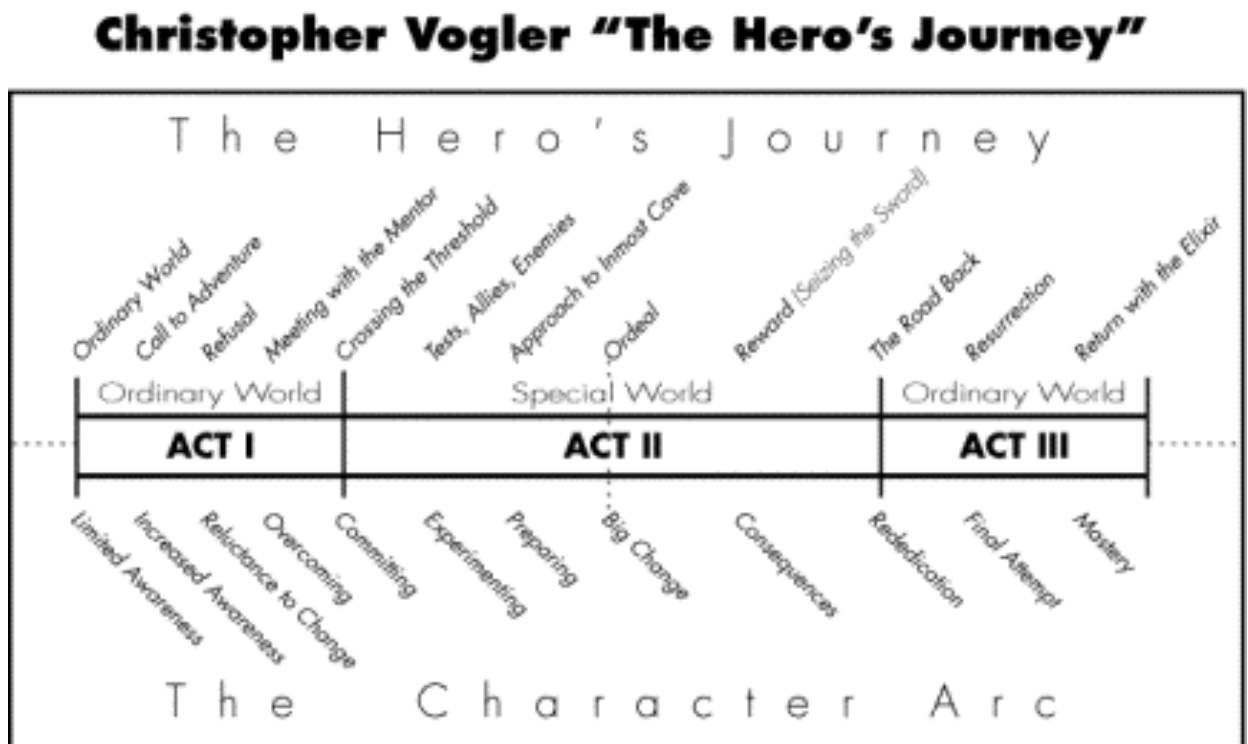 Christopher Vogler “The Hero’s Journey”
The Hero’s Journey
Ordinary World
Call to Adventure
Refusal
Meeting with the Mentor
Crossing the Threshold
Tests, Allies, Enemies
Approach to Inmost Cave
Ordeal
Reward (Seizing the Sword)
The Road Back
Resurrection
Return with the Elixir
Ordinary World
Special World
Ordinary World
ACT I
ACT II
ACT III
Limited Awareness
Increased Awareness
Reluctance to Change
Overcoming
Committing
Experimenting
Preparing
Big Change
Consequences
Rededication
Final Attempt
Mastery
The Character Arc